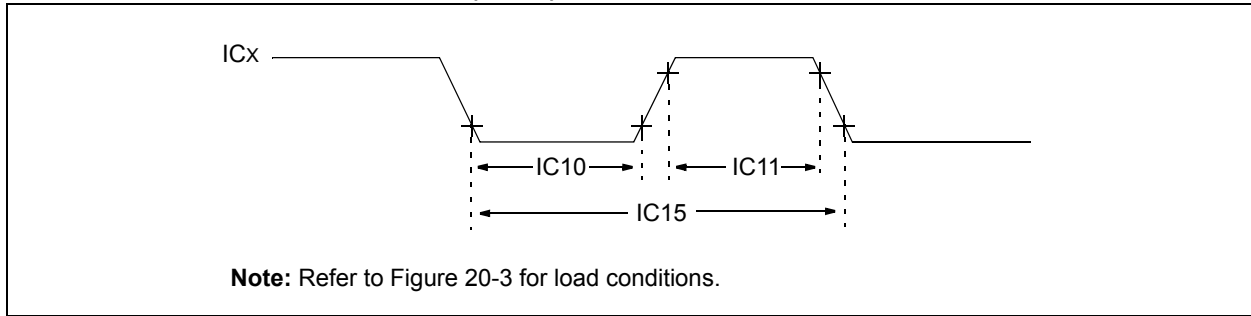 ICX
IC10
IC11
IC15
Note: Refer to Figure 20-3 for load conditions.